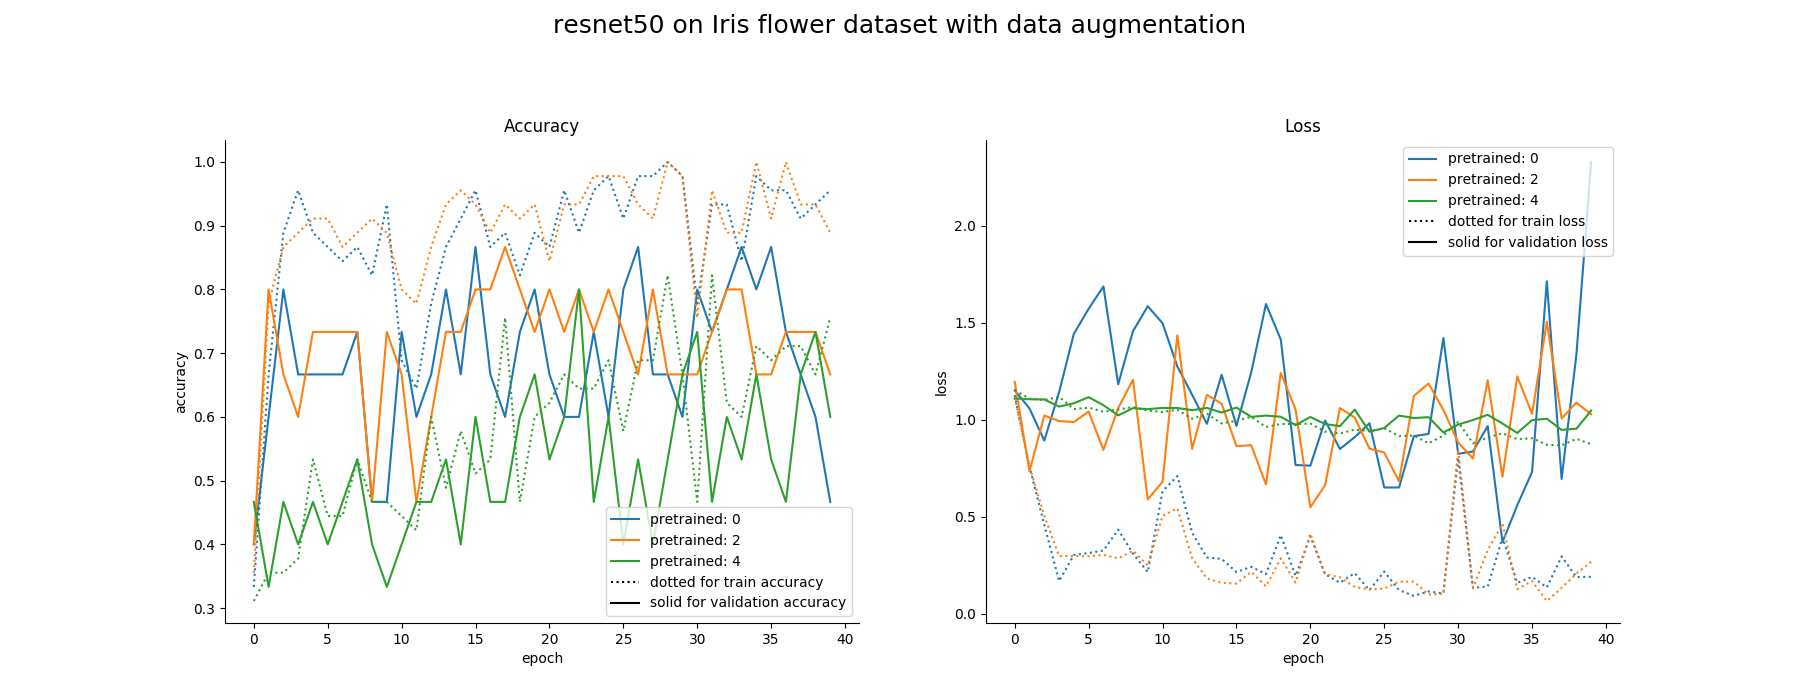 resnet50 on Iris flower dataset with data augmentation
Accuracy
accuracy
1.0
0.9
0.8
0.7
0.6
0.5
0.4
0.3
0 5 10 15 20 25 30 35 40
epoch
pretrained: 0
pretrained: 2
pretrained: 4
dotted for train accuracy
solid for validation accuracy
Loss
loss
2.0
1.5
1.0
0.5
0.0
0 5 10 15 20 25 30 35 40
epoch
pretrained: 0
pretrained: 2
pretrained: 4
dotted for train loss
solid for validation loss